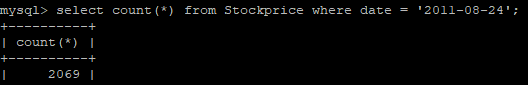 mysql> select count(*) from Stockprice where date = '2011-08-24';
+----------+
| count(*) |
+----------+
|     2069 |